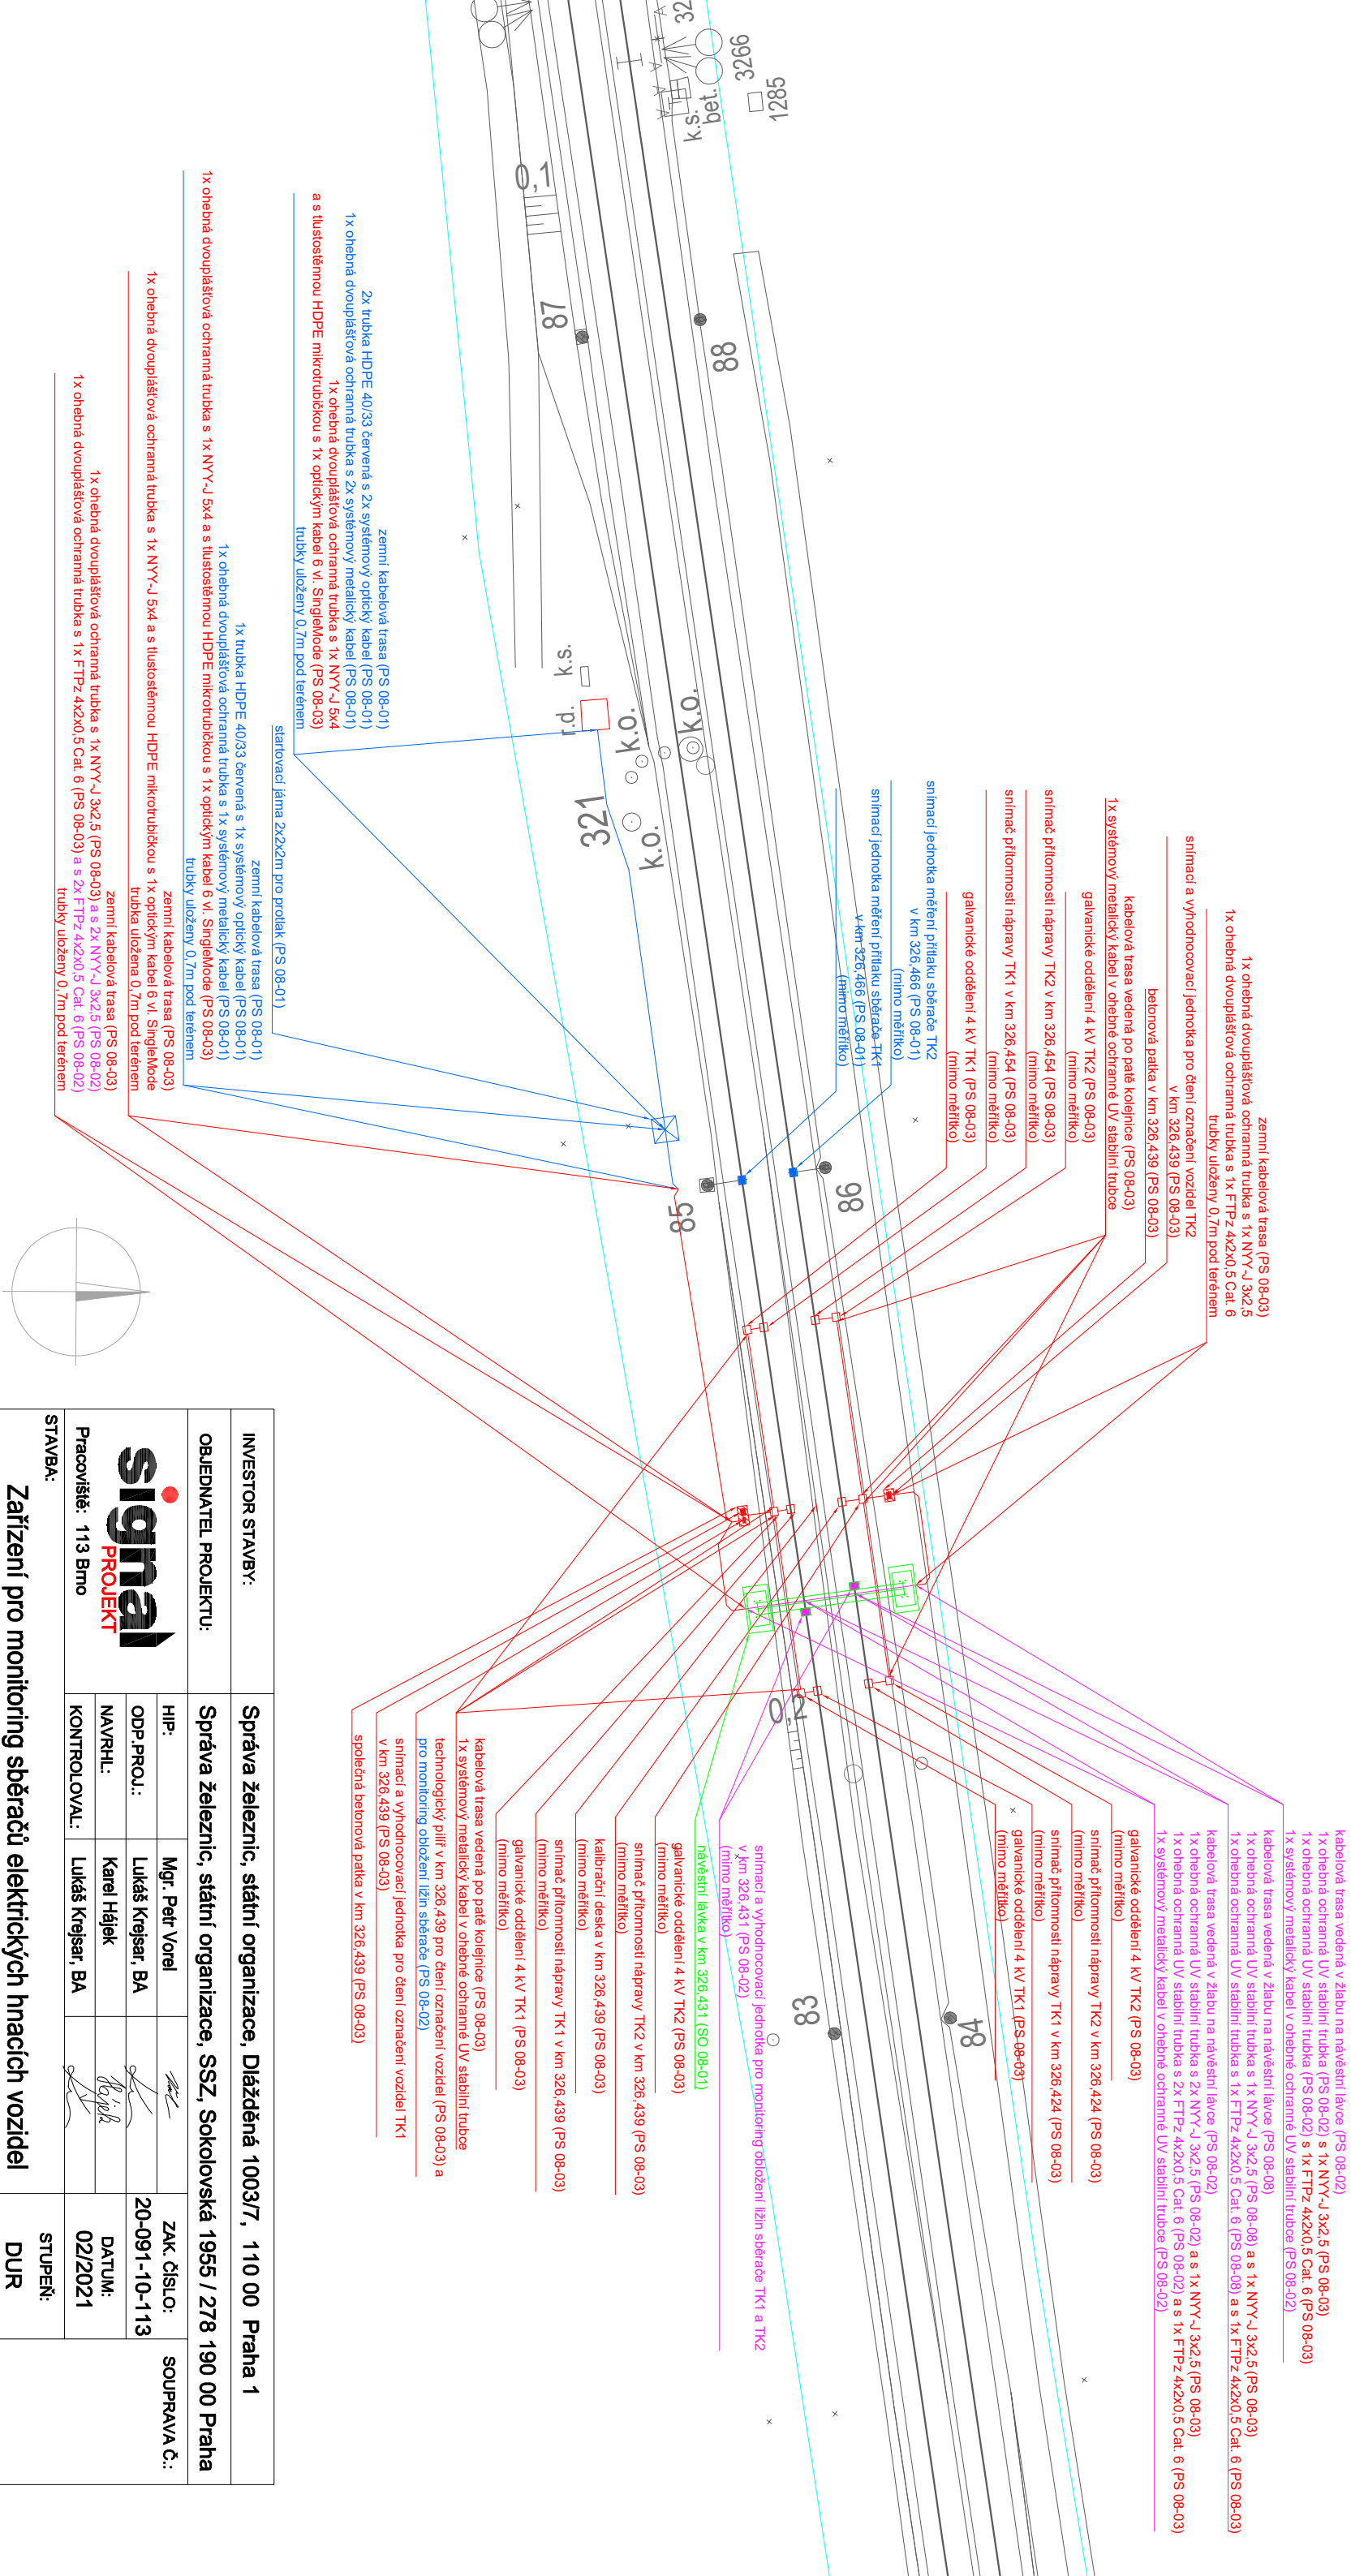 kabelová trasa vedená v žlabu na návěstní lávce (PS 08-02)
1x ohebná ochranná UV stabilní trubka (PS 08-02) s 1x NYY-J 3x2,5 (PS 08-03)
1x ohebná ochranná UV stabilní trubka (PS 08-02) s 1x FTPz 4x2x0,5 Cat. 6 (PS 08-03)
1x systémový metalický kabel v ohebné ochranné UV stabilní trubce (PS 08-02)
kabelová trasa vedená v žlabu na návěstní lávce (PS 08-08)
1x ohebná ochranná UV stabilní trubka s 1x NYY-J 3x2,5 (PS 08-08) a s 1x NYY-J 3x2,5 (PS 08-03)
1x ohebná ochranná UV stabilní trubka s 1x FTPz 4x2x0,5 Cat. 6 (PS 08-08) a s 1x FTPz 4x2x0,5 Cat. 6 (PS 08-03)
kabelová trasa vedená v žlabu na návěstní lávce (PS 08-02)
1x ohebná ochranná UV stabilní trubka s 2x NYY-J 3x2,5 (PS 08-02) a s 1x NYY-J 3x2,5 (PS 08-03)
1x ohebná ochranná UV stabilní trubka s 2x FTPz 4x2x0,5 Cat. 6 (PS 08-02) a s 1x FTPz 4x2x0,5 Cat. 6 (PS 08-03)
1x systémový metalický kabel v ohebné ochranné UV stabilní trubce (PS 08-02)
zemní kabelová trasa (PS 08-03)
1x ohebná dvouplášťová ochranná trubka s 1x NYY-J 3x2,5
1x ohebná dvouplášťová ochranná trubka s 1x FTPz 4x2x0,5 Cat. 6
trubky uloženy 0,7m pod terénem
snímací a vyhodnocovací jednotka pro čtení označení vozidel TK2
v km 326,439 (PS 08-03)
betonová patka v km 326,439 (PS 08-03)
kabelová trasa vedená po patě kolejnice (PS 08-03)
1x systémový metalický kabel v ohebné ochranné UV stabilní trubce
galvanické oddělení 4 kV TK2 (PS 08-03)
(mimo měřítko)
snímač přítomnosti nápravy TK2 v km 326,454 (PS 08-03)
(mimo měřítko)
snímač přítomnosti nápravy TK1 v km 326,454 (PS 08-03)
(mimo měřítko)
galvanické oddělení 4 kV TK1 (PS 08-03)
(mimo měřítko)
snímací jednotka měření přítlaku sběrače TK2
v km 326,466 (PS 08-01)
(mimo měřítko)
snímací jednotka měření přítlaku sběrače TK1
v km 326,466 (PS 08-01)
(mimo měřítko)
galvanické oddělení 4 kV TK2 (PS 08-03)
(mimo měřítko)
snímač přítomnosti nápravy TK2 v km 326,424 (PS 08-03)
(mimo měřítko)
snímač přítomnosti nápravy TK1 v km 326,424 (PS 08-03)
(mimo měřítko)
galvanické oddělení 4 kV TK1 (PS 08-03)
(mimo měřítko)
1285
3266
32
bet.
k.s.
0,1
87
88
k.s.
r.d.
k.o.
k.o.
k.o.
321
85
86
0,2
83
84
snímací a vyhodnocovací jednotka pro monitoring obložení ližin sběrače TK1 a TK2
v km 326,431 (PS 08-02)
(mimo měřítko)
návěstní lávka v km 326,431 (SO 08-01)
galvanické oddělení 4 kV TK2 (PS 08-03)
(mimo měřítko)
snímač přítomnosti nápravy TK2 v km 326,439 (PS 08-03)
(mimo měřítko)
kalibrační deska v km 326,439 (PS 08-03)
(mimo měřítko)
snímač přítomnosti nápravy TK1 v km 326,439 (PS 08-03)
(mimo měřítko)
galvanické oddělení 4 kV TK1 (PS 08-03)
(mimo měřítko)
kabelová trasa vedená po patě kolejnice (PS 08-03)
1x systémový metalický kabel v ohebné ochranné UV stabilní trubce
technologický pilíř v km 326,439 pro čtení označení vozidel (PS 08-03) a
pro monitoring obložení ližin sběrače (PS 08-02)
snímací a vyhodnocovací jednotka pro čtení označení vozidel TK1
v km 326,439 (PS 08-03)
společná betonová patka v km 326,439 (PS 08-03)
zemní kabelová trasa (PS 08-01)
2x trubka HDPE 40/33 červená s 2x systémový optický kabel (PS 08-01)
1x ohebná dvouplášťová ochranná trubka s 2x systémový metalický kabel (PS 08-01)
1x ohebná dvouplášťová ochranná trubka s 1x NYY-J 5x4
a s tlustostěnnou HDPE mikrotrubičkou s 1x optickým kabel 6 vl. SingleMode (PS 08-03)
trubky uloženy 0,7m pod terénem
startovací jáma 2x2x2m pro protlak (PS 08-01)
zemní kabelová trasa (PS 08-01)
1x trubka HDPE 40/33 červená s 1x systémový optický kabel (PS 08-01)
1x ohebná dvouplášťová ochranná trubka s 1x systémový metalický kabel (PS 08-01)
1x ohebná dvouplášťová ochranná trubka s 1x NYY-J 5x4 a s tlustostěnnou HDPE mikrotrubičkou s 1x optickým kabel 6 vl. SingleMode (PS 08-03)
trubky uloženy 0,7m pod terénem
zemní kabelová trasa (PS 08-03)
1x ohebná dvouplášťová ochranná trubka s 1x NYY-J 5x4 a s tlustostěnnou HDPE mikrotrubičkou s 1x optickým kabel 6 vl. SingleMode
trubka uložena 0,7m pod terénem
zemní kabelová trasa (PS 08-03)
1x ohebná dvouplášťová ochranná trubka s 1x NYY-J 3x2,5 (PS 08-03) a s 2x NYY-J 3x2,5 (PS 08-02)
1x ohebná dvouplášťová ochranná trubka s 1x FTPz 4x2x0,5 Cat. 6 (PS 08-03) a s 2x FTPz 4x2x0,5 Cat. 6 (PS 08-02)
trubky uloženy 0,7m pod terénem
INVESTOR STAVBY:
Správa železnic, státní organizace, Dlážděná 1003/7, 110 00 Praha 1
OBJEDNATEL PROJEKTU:
Správa železnic, státní organizace, SSZ, Sokolovská 1955 / 278 190 00 Praha
signal
PROJEKT
Pracoviště: 113 Brno
HIP:
Mgr. Petr Vorel
ODP.PROJ.:
Lukáš Krejsar, BA
NAVRHL:
Karel Hájek
Hájek
KONTROLOVAL:
Lukáš Krejsar, BA
ZAK. ČÍSLO:
20-091-10-113
DATUM:
02/2021
SOUPRAVA Č.:
STAVBA:
Zařízení pro monitoring sběračů elektrických hnacích vozidel
STUPEŇ:
DUR